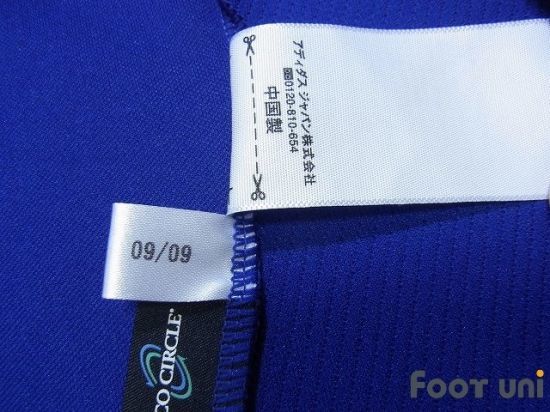 アディダス ジャパン株式会社
0120-810-654
中国製
09/09
CO CIRCLE®
FOOT uni